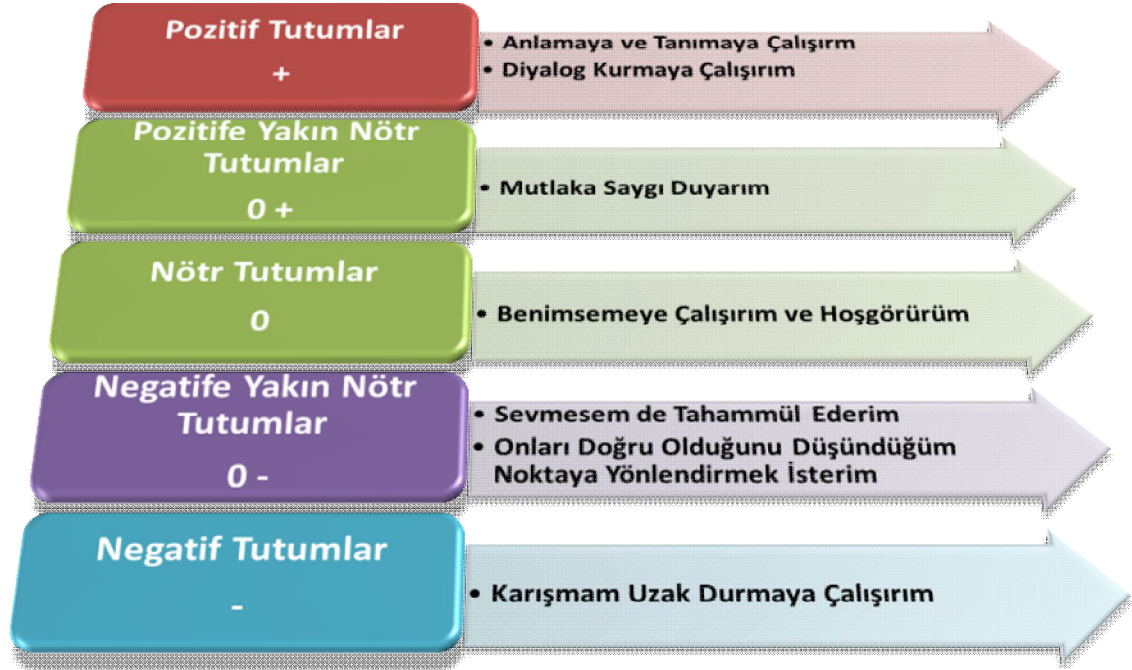 Pozitif Tutumlar
+
• Anlamaya ve Tanımaya Çalışırm
• Diyalog Kurmaya Çalışırım
Pozitife Yakın Nötr
Tutumlar
0 +
• Mutlaka Saygı Duyarım
Nötr Tutumlar
0
• Benimsemeye Çalışırım ve Hoşgörürüm
Negatife Yakın Nötr
Tutumlar
0 -
• Sevmesem de Tahammül Ederim
• Onları Doğru Olduğunu Düşündüğüm
Noktaya Yönlendirmek İsterim
Negatif Tutumlar
-
• Karışmam Uzak Durmaya Çalışırım